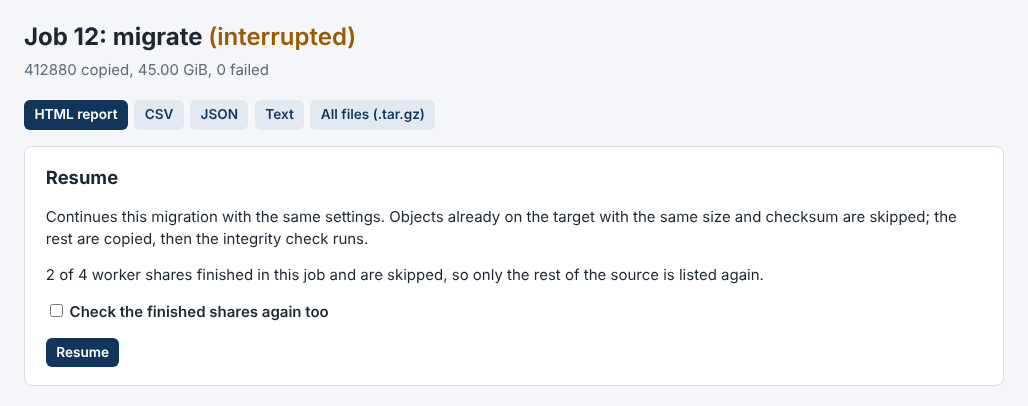 Job 12: migrate (interrupted)
412880 copied, 45.00 GiB, 0 failed
HTML report CSV JSON Text All files (.tar.gz)
Resume
Continues this migration with the same settings. Objects already on the target with the same size and checksum are skipped; the
rest are copied, then the integrity check runs.
2 of 4 worker shares finished in this job and are skipped, so only the rest of the source is listed again.
Check the finished shares again too
Resume